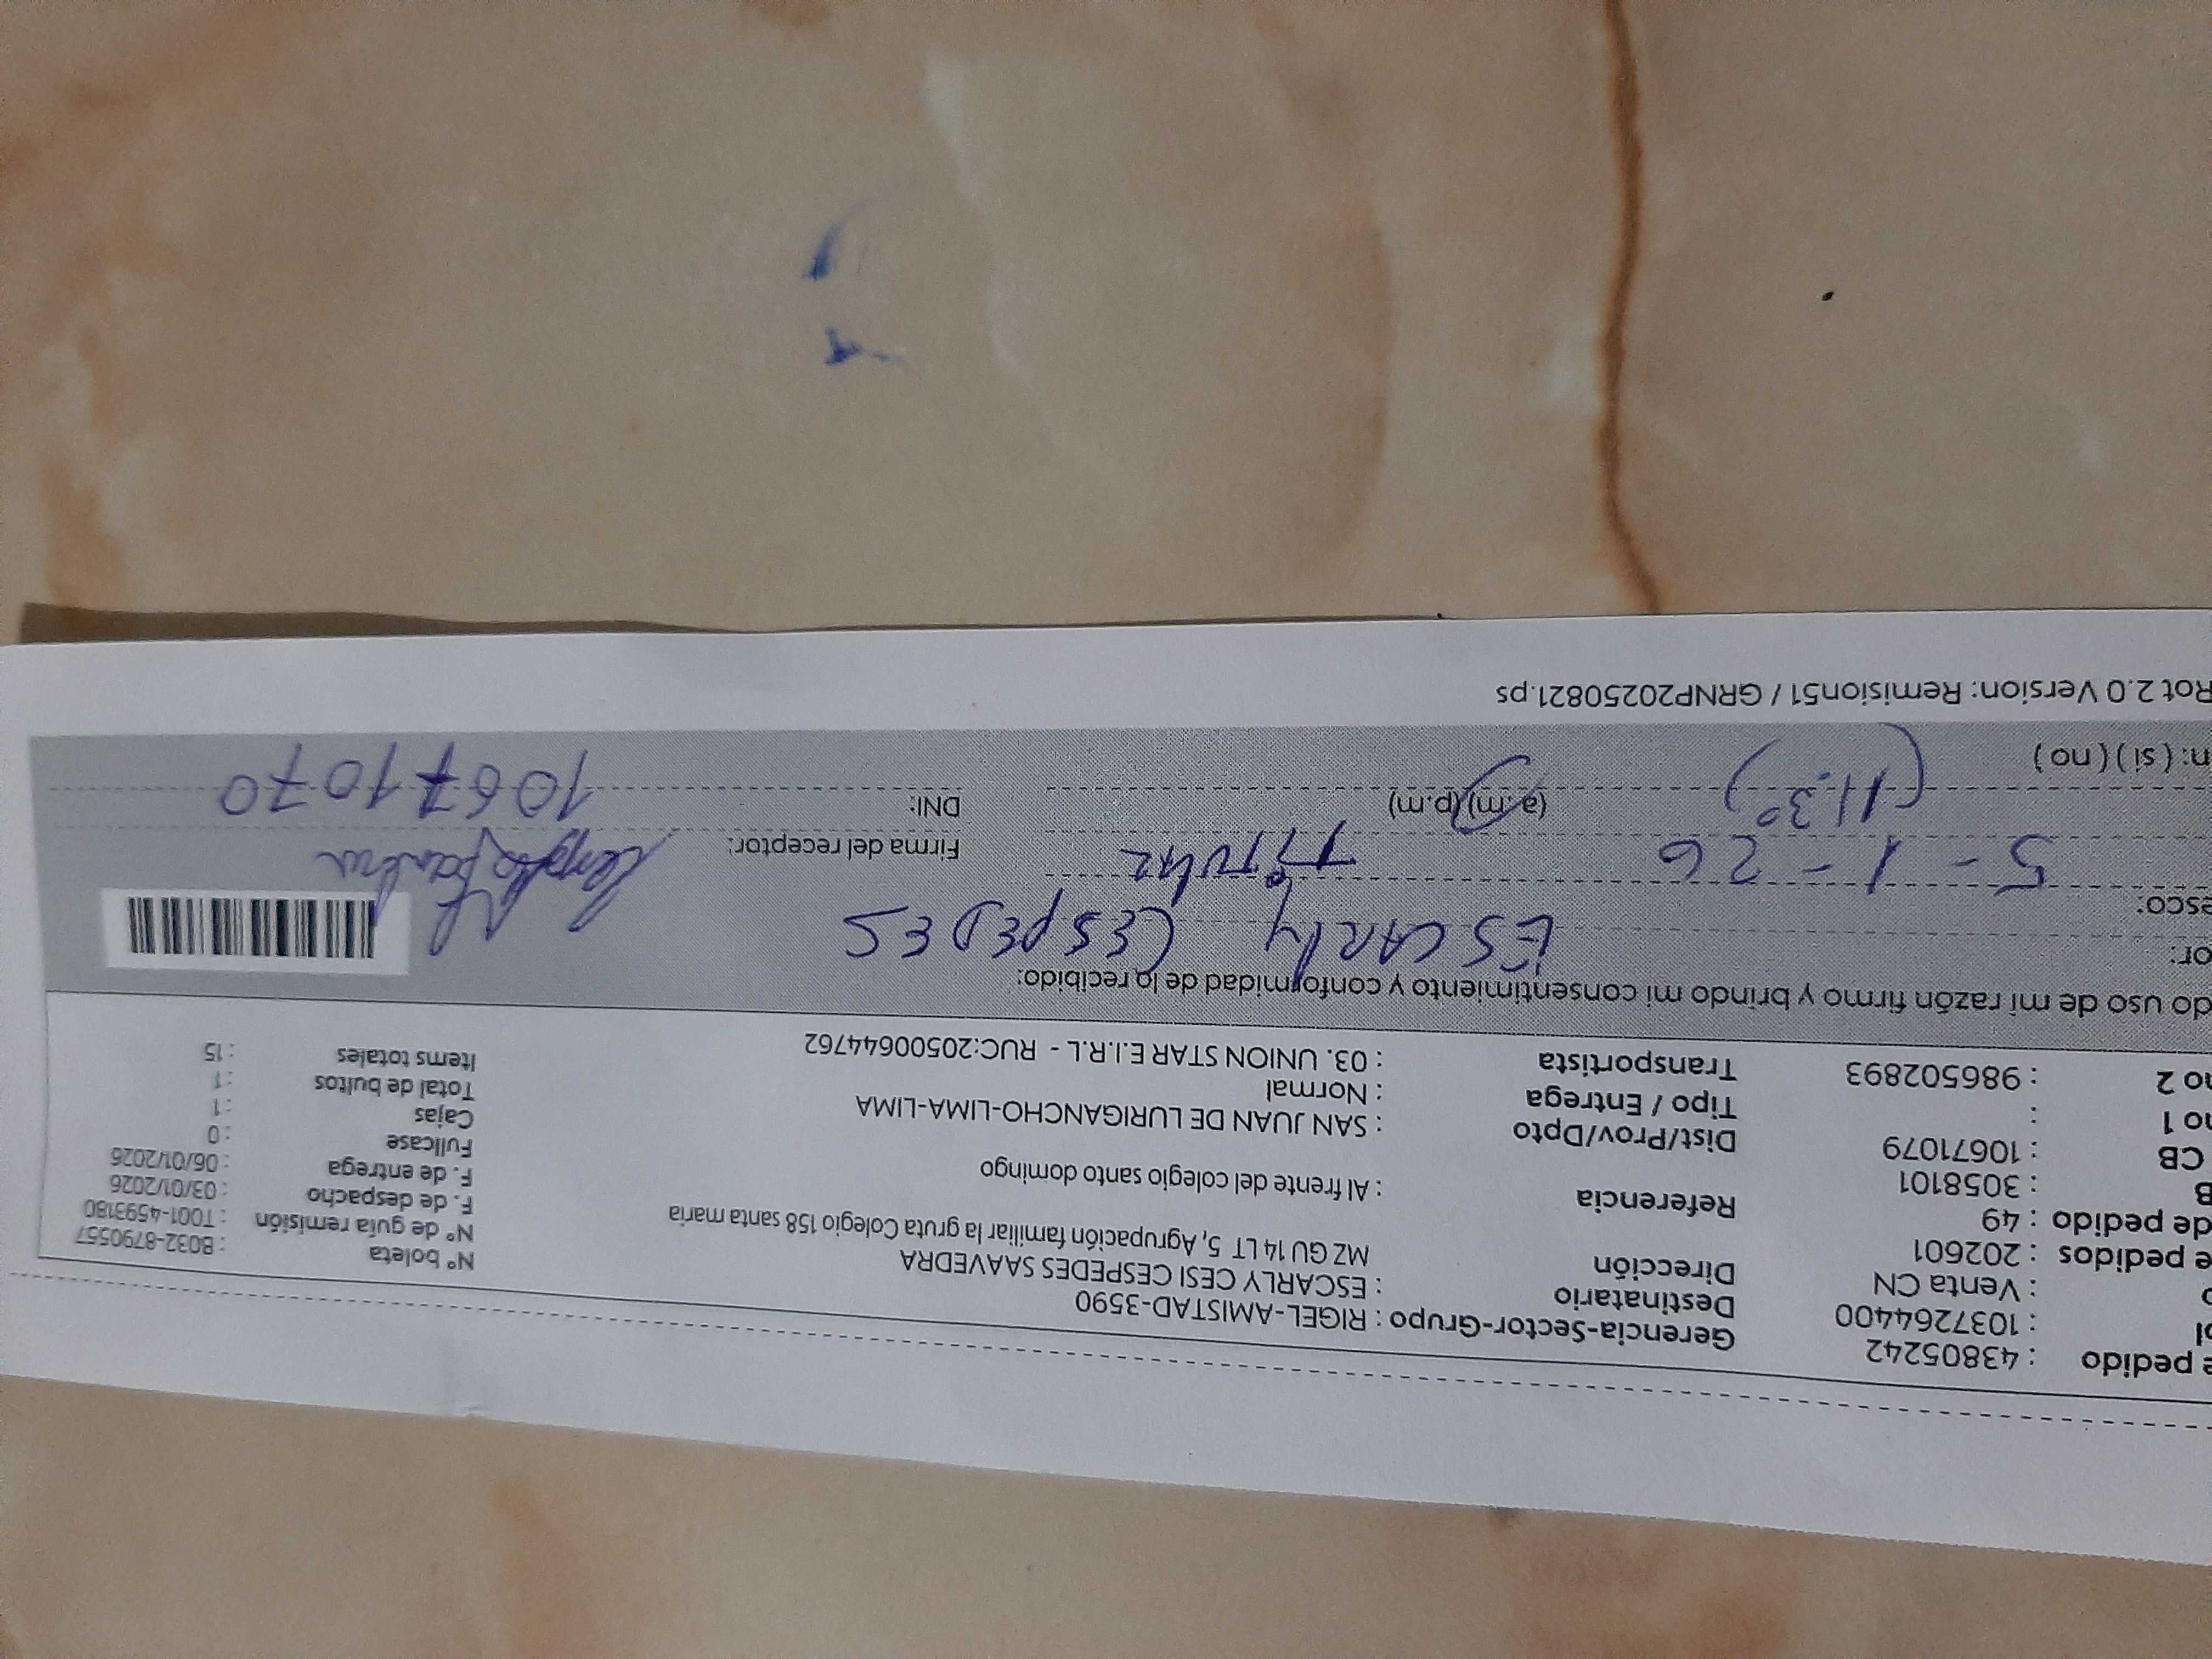 e pedido : 43805242
ol : 1037264400
o : Venta CN
e pedidos : 202601
de pedido : 49
B : 3058101
CB : 10671079
no 1 :
no 2 : 986502893
Gerencia-Sector-Grupo : RIGEL-AMISTAD-3590
Destinatario : ESCARLY CESI CESPEDES SAAVEDRA
Dirección MZ GU 14 LT 5, Agrupación familiar la gruta Colegio 158 santa maria
Referencia : Al frente del colegio santo domingo
Dist/Prov/Dpto : SAN JUAN DE LURIGANCHO-LIMA-LIMA
Tipo / Entrega : Normal
Transportista : 03. UNION STAR E.I.R.L - RUC:20500644762
N° boleta : B032-8790557
N° de guía remisión : T001-4593180
F. de despacho : 03/01/2026
F. de entrega : 06/01/2026
Fullcase : 0
Cajas : 1
Total de bultos : 1
Items totales : 15
do uso de mi razón firmo y brindo mi consentimiento y conformidad de lo recibido:
or: ESCARLY CESPEDES
esco: Titular
5-1-26 Firma del receptor:
(11:30) (a.m) (p.m) DNI: 10671070
n: ( si ) ( no )
Rot 2.0 Version: Remision51 / GRNP20250821.ps